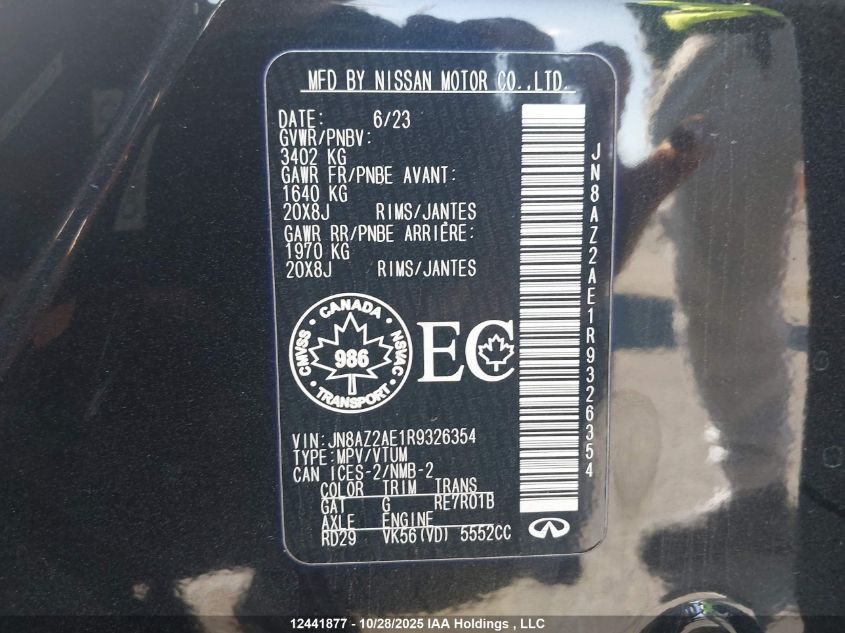 MFD BY NISSAN MOTOR CO.,LTD.
DATE: 6/23
GVWR/PNBV:
3402 KG
GAWR FR/PNBE AVANT:
1640 KG
20X8J RIMS/JANTES
GAWR RR/PNBE ARRIÈRE:
1970 KG
20X8J RIMS/JANTES
CANADA
CMVSS
986
NSVAC
TRANSPORT
EC
VIN:JN8AZ2AE1R9326354
TYPE:MPV/VTUM
CAN ICES-2/NMB-2
COLOR TRIM TRANS
GAT G RE7R01B
AXLE ENGINE
RD29 VK56(VD) 5552CC
JN8AZ2AE1R9326354
12441877 - 10/28/2025 IAA Holdings , LLC